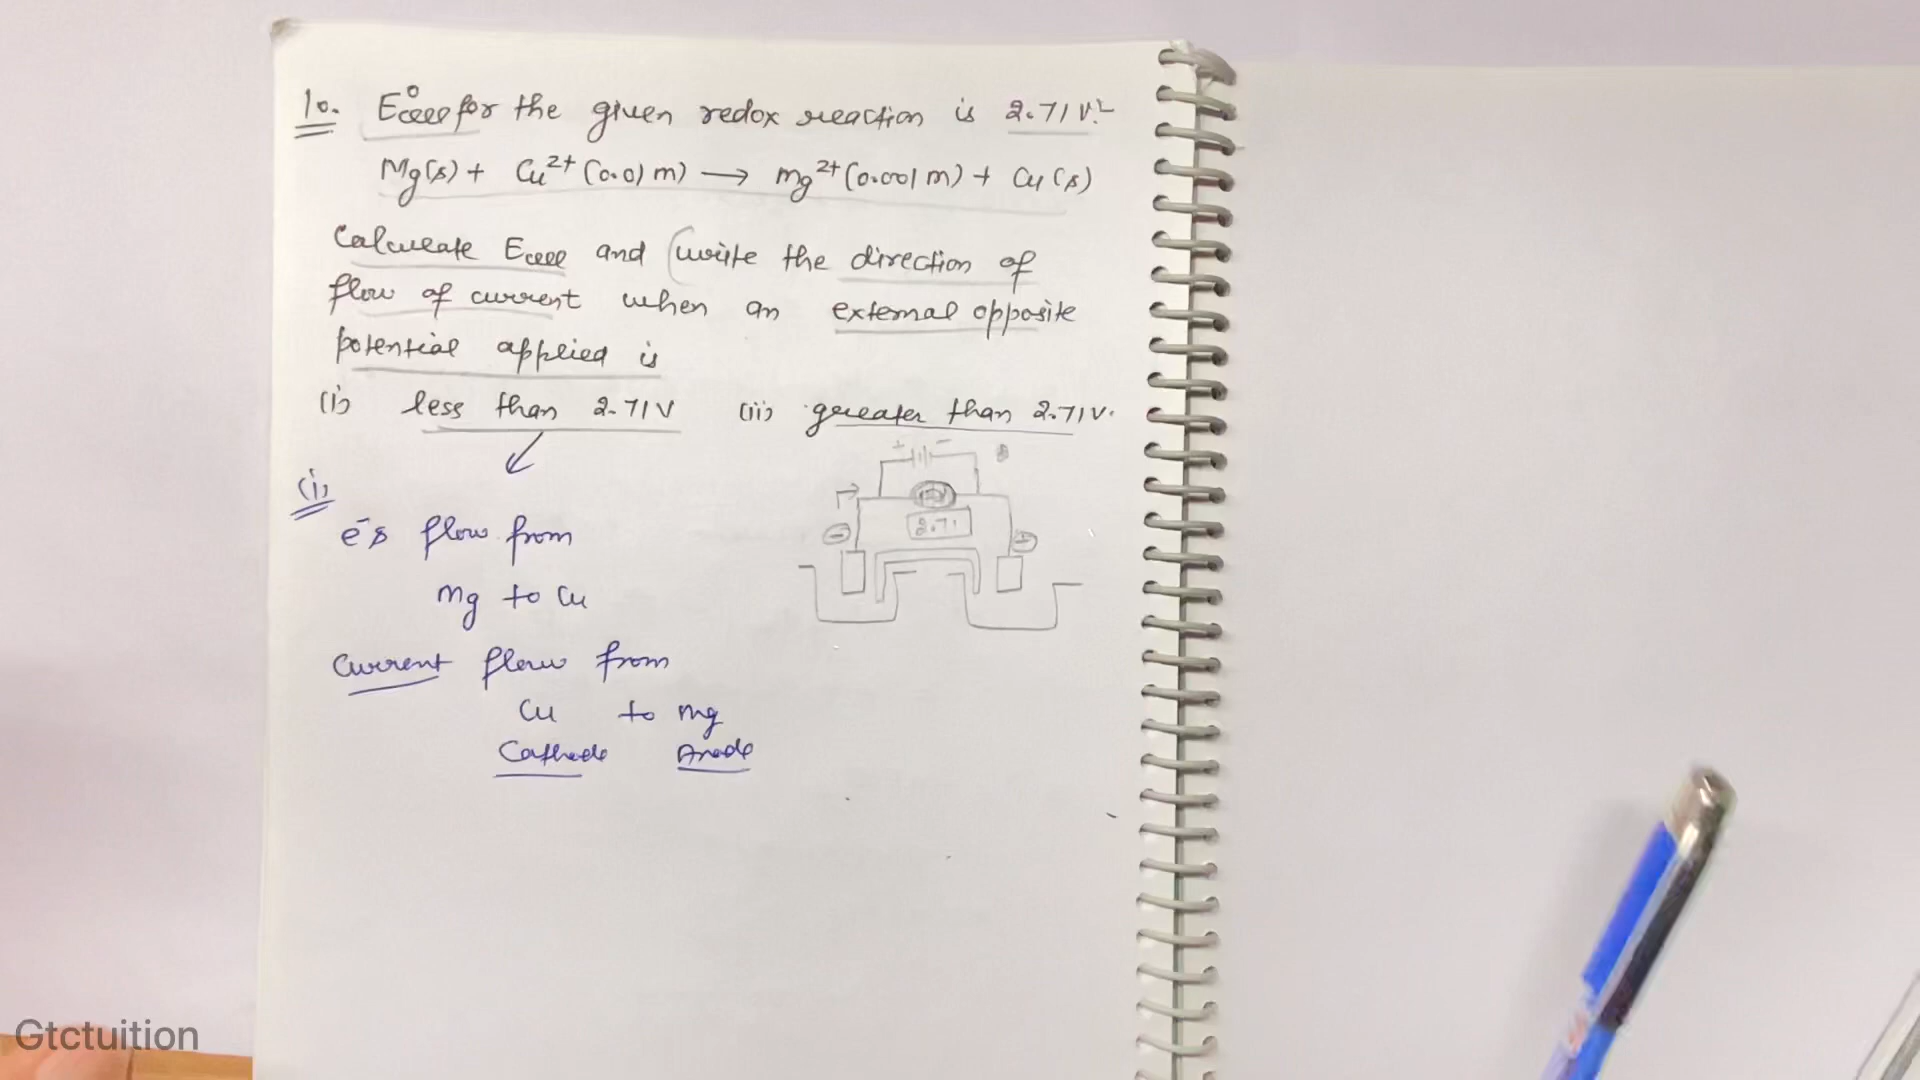 10. E°cell for the given redox reaction is 2.71V:-
Mg(s) + Cu²⁺(0.01m) → mg²⁺(0.001m) + Cu(s)
Calculate Ecell and (write the direction of
flow of current when an external opposite
potential applied is
(i) less than 2.71V (ii) greater than 2.71V.
+ -
(i)
2.71
- +
e⁻s flow from
mg to Cu
Current flow from
Cu to mg
Cathode Anode
Gtctuition